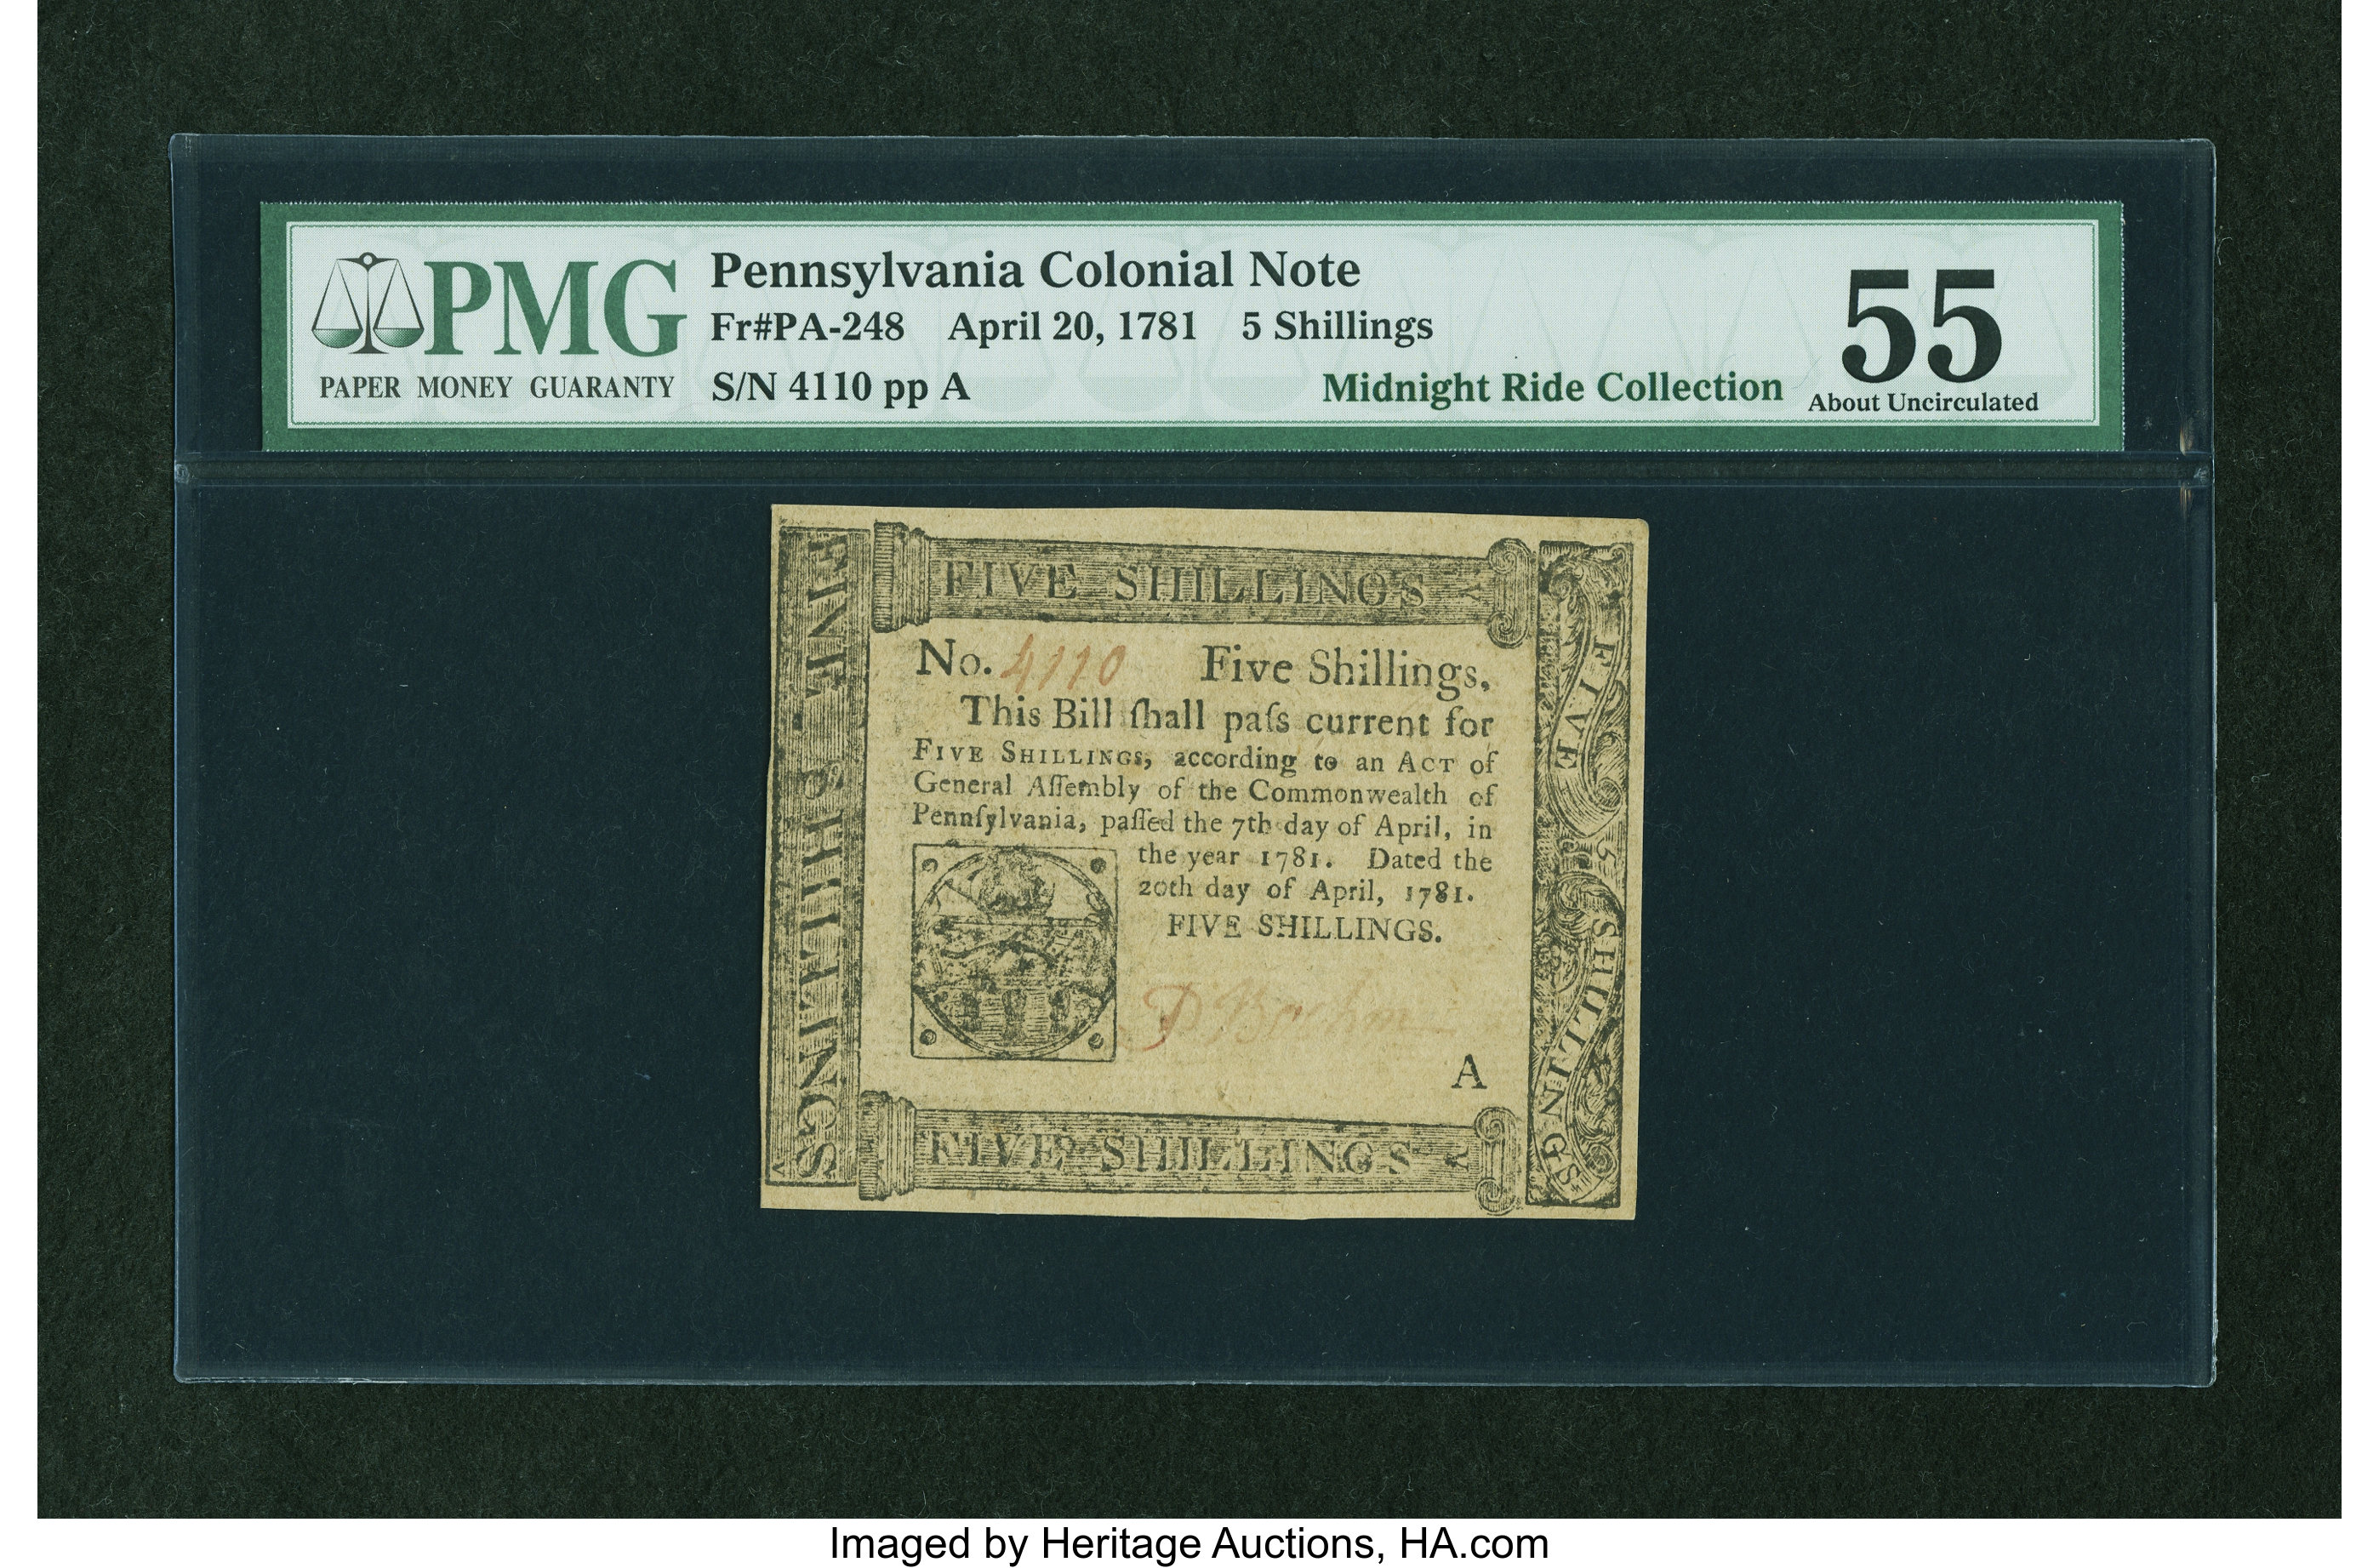 PMG
PAPER MONEY GUARANTY
Pennsylvania Colonial Note
Fr#PA-248 April 20, 1781 5 Shillings
S/N 4110 pp A
Midnight Ride Collection
55
About Uncirculated
FIVE SHILLINGS
FIVE SHILLINGS
No. 4110 Five Shillings,
This Bill ſhall paſs current for
FIVE SHILLINGS, according to an ACT of
General Aſſembly of the Commonwealth of
Pennſylvania, paſſed the 7th day of April, in
the year 1781. Dated the
20th day of April, 1781.
FIVE SHILLINGS.
A
FIVE SHILLINGS
FIVE SHILLINGS
Imaged by Heritage Auctions, HA.com